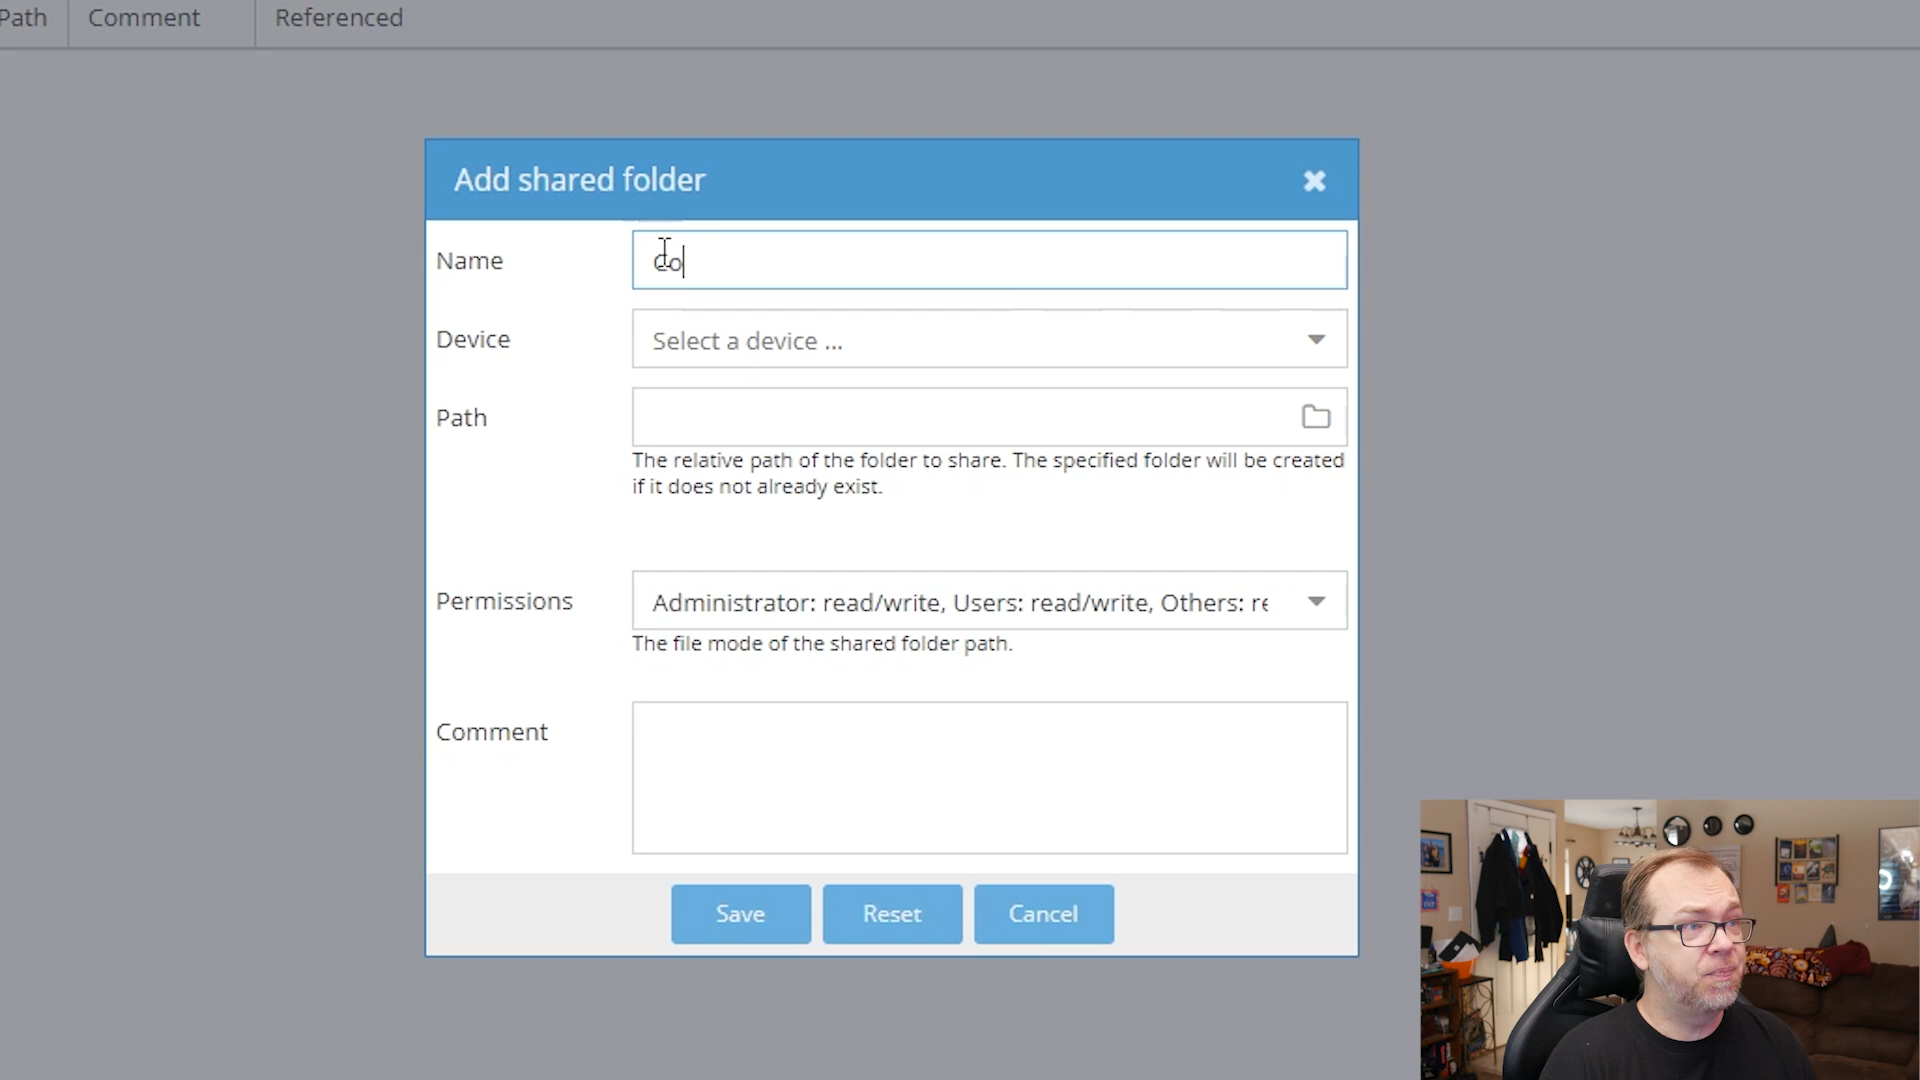 Path Comment Referenced
Add shared folder
Name
Device Select a device ...
Path
The relative path of the folder to share. The specified folder will be created
if it does not already exist.
Permissions Administrator: read/write, Users: read/write, Others: re
The file mode of the shared folder path.
Comment
Save Reset Cancel